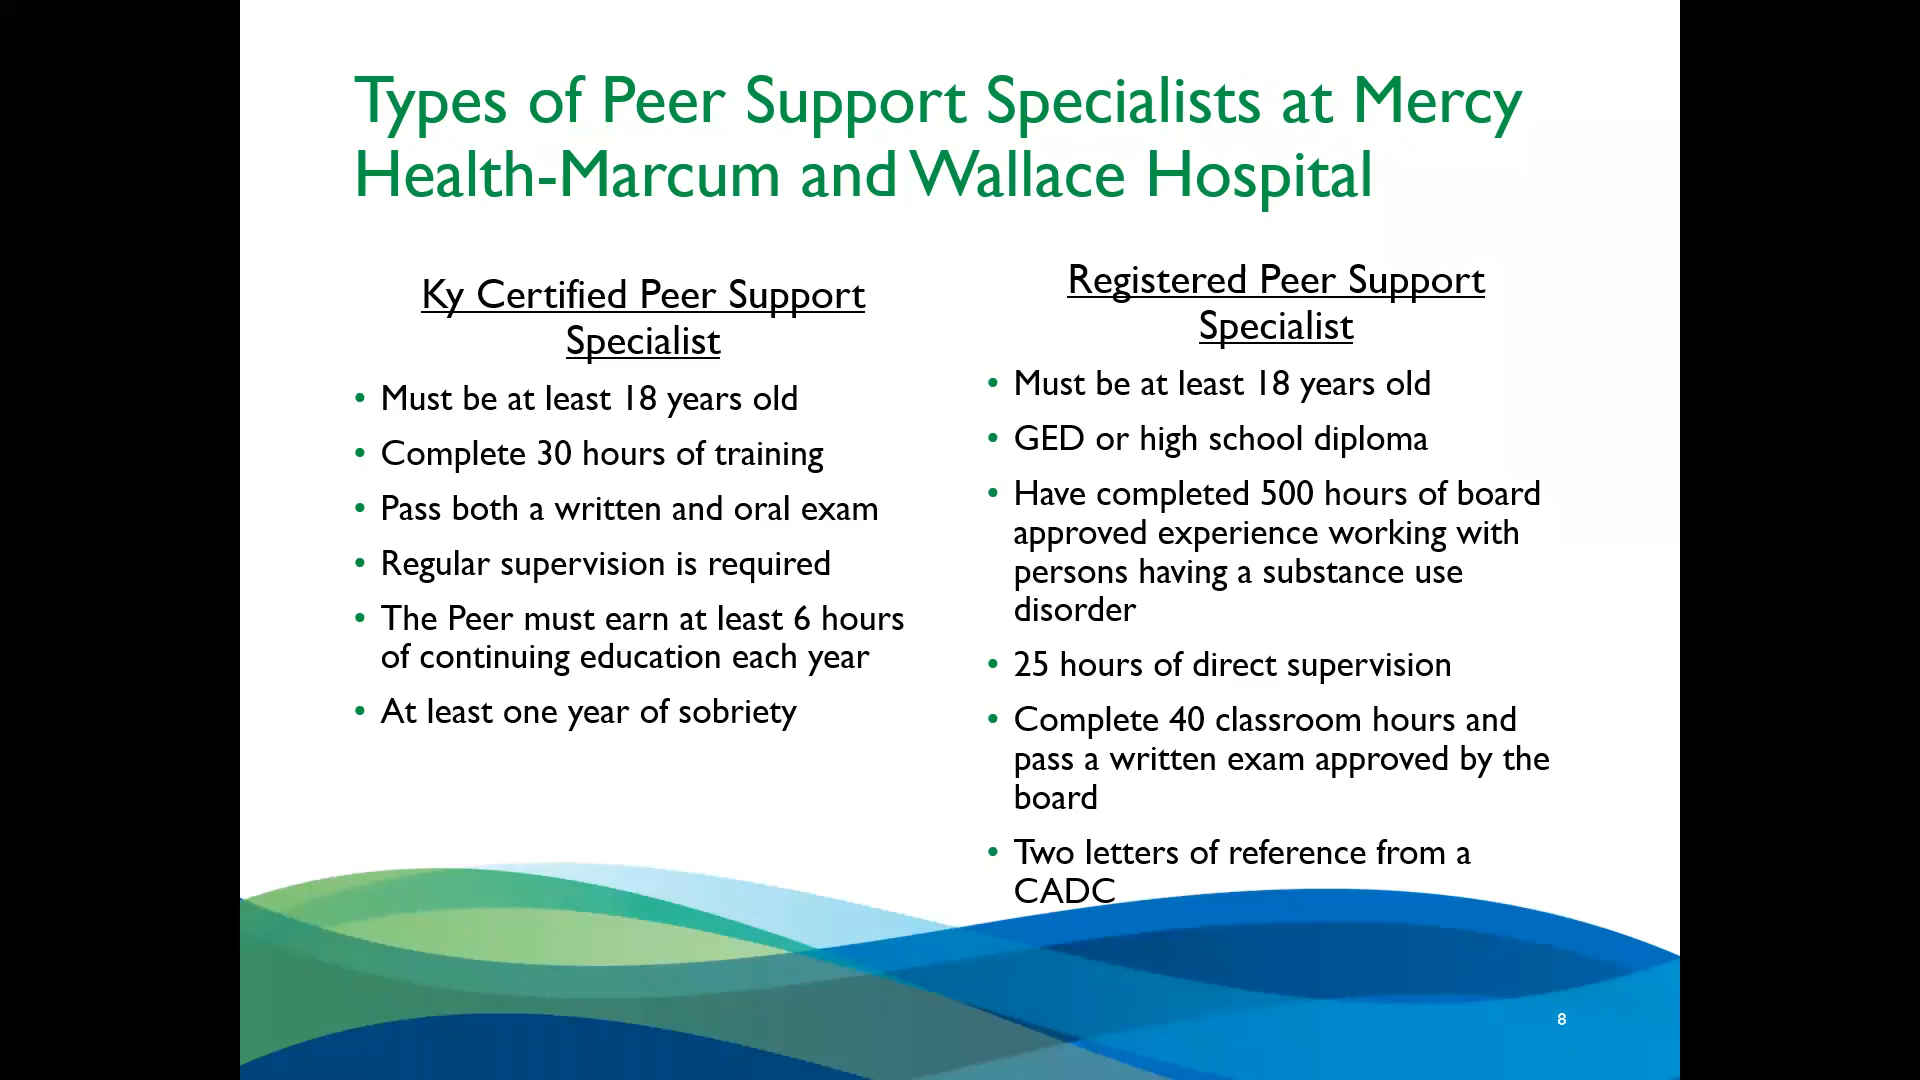 Types of Peer Support Specialists at Mercy
Health-Marcum and Wallace Hospital
Ky Certified Peer Support
Specialist
• Must be at least 18 years old
• Complete 30 hours of training
• Pass both a written and oral exam
• Regular supervision is required
• The Peer must earn at least 6 hours
of continuing education each year
• At least one year of sobriety
Registered Peer Support
Specialist
• Must be at least 18 years old
• GED or high school diploma
• Have completed 500 hours of board
approved experience working with
persons having a substance use
disorder
• 25 hours of direct supervision
• Complete 40 classroom hours and
pass a written exam approved by the
board
• Two letters of reference from a
CADC
8